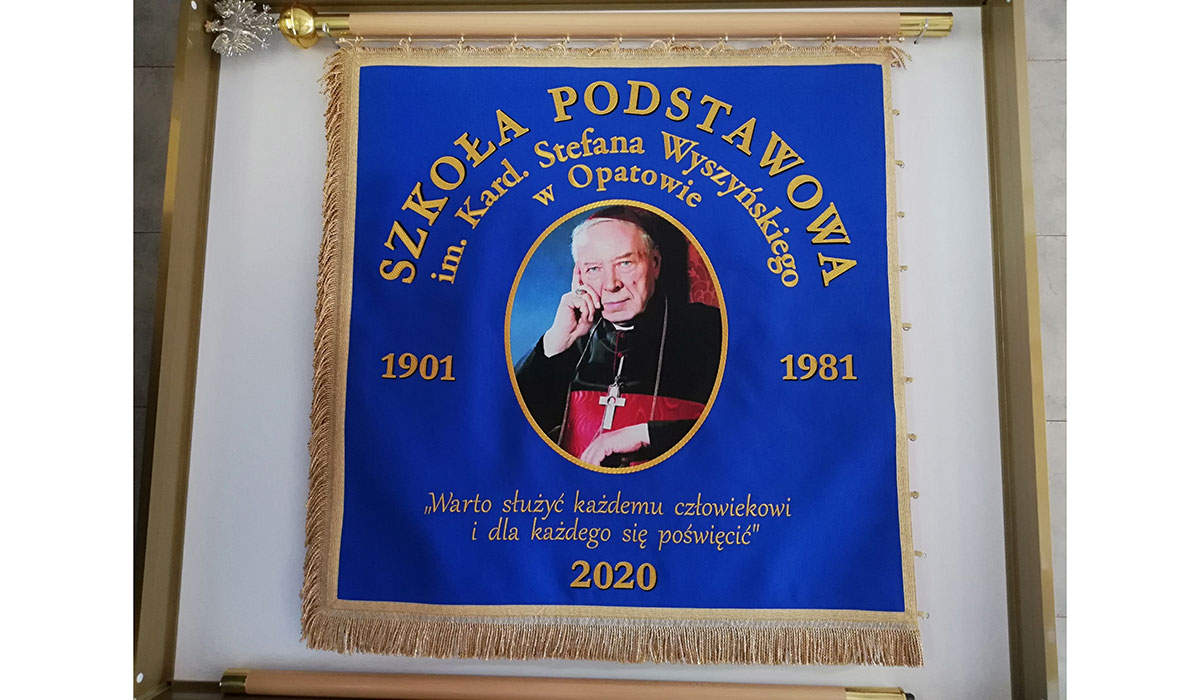 SZKOŁA PODSTAWOWA
im. Kard. Stefana Wyszyńskiego
w Opatowie
1901 1981
„Warto służyć każdemu człowiekowi
i dla każdego się poświęcić"
2020